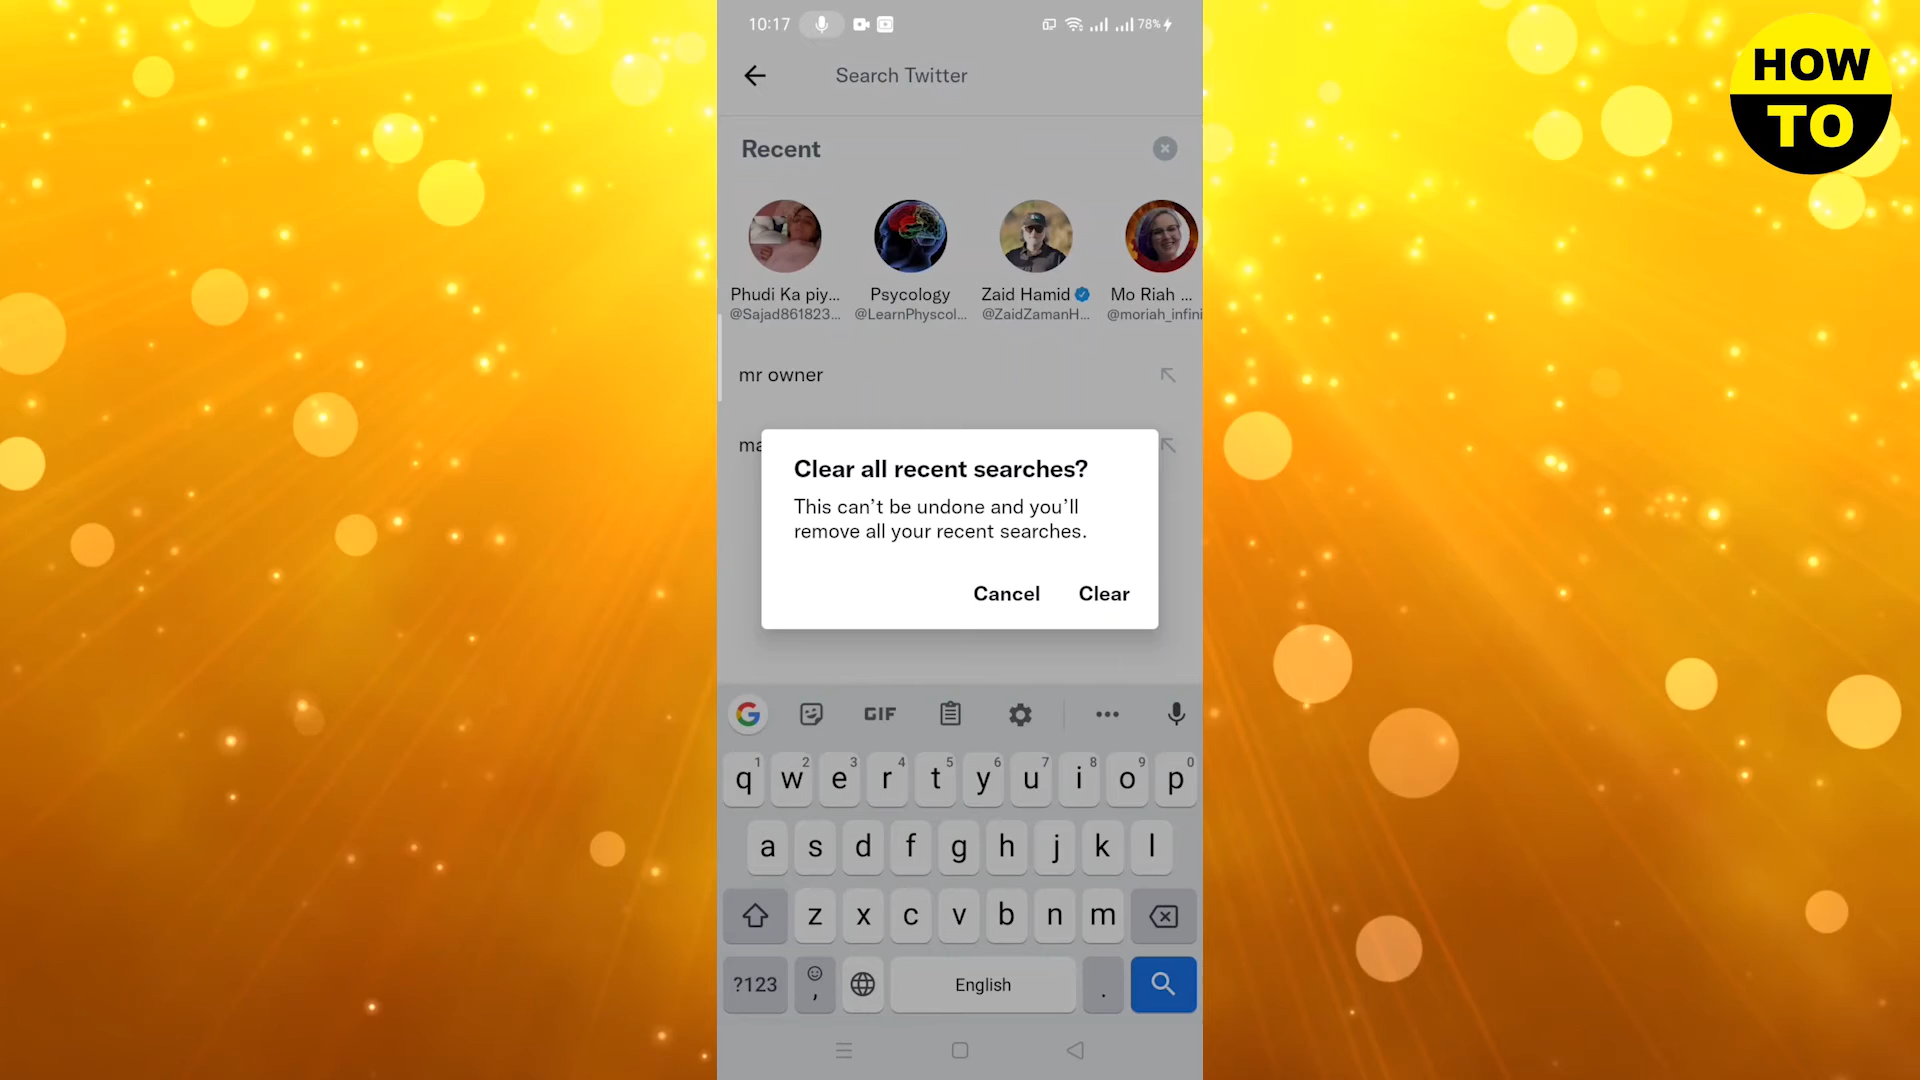 10:17
78%
HOW
TO
Search Twitter
Recent
Phudi Ka piy... Psycology Zaid Hamid Mo Riah ...
@Sajad861823... @LearnPhyscol... @ZaidZamanH... @moriah_infini
mr owner
ma
Clear all recent searches?
This can’t be undone and you’ll
remove all your recent searches.
Cancel Clear
G GIF
1 2 3 4 5 6 7 8 9 0
q w e r t y u i o p
a s d f g h j k l
z x c v b n m
?123 , English .